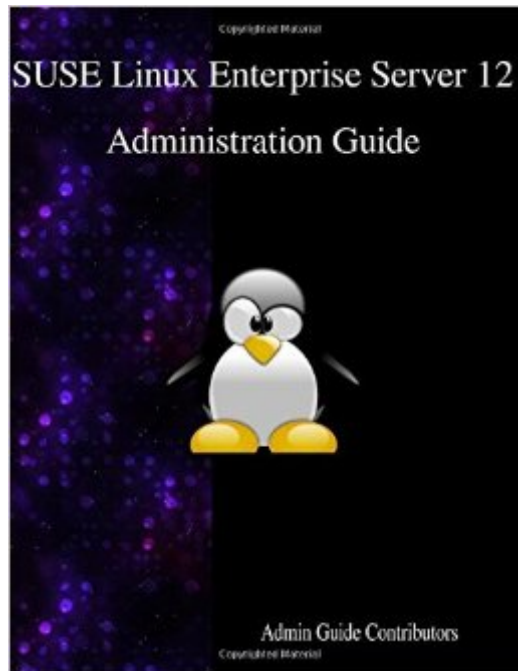 Copyrighted Material
SUSE Linux Enterprise Server 12
Administration Guide
Admin Guide Contributors
Copyrighted Material